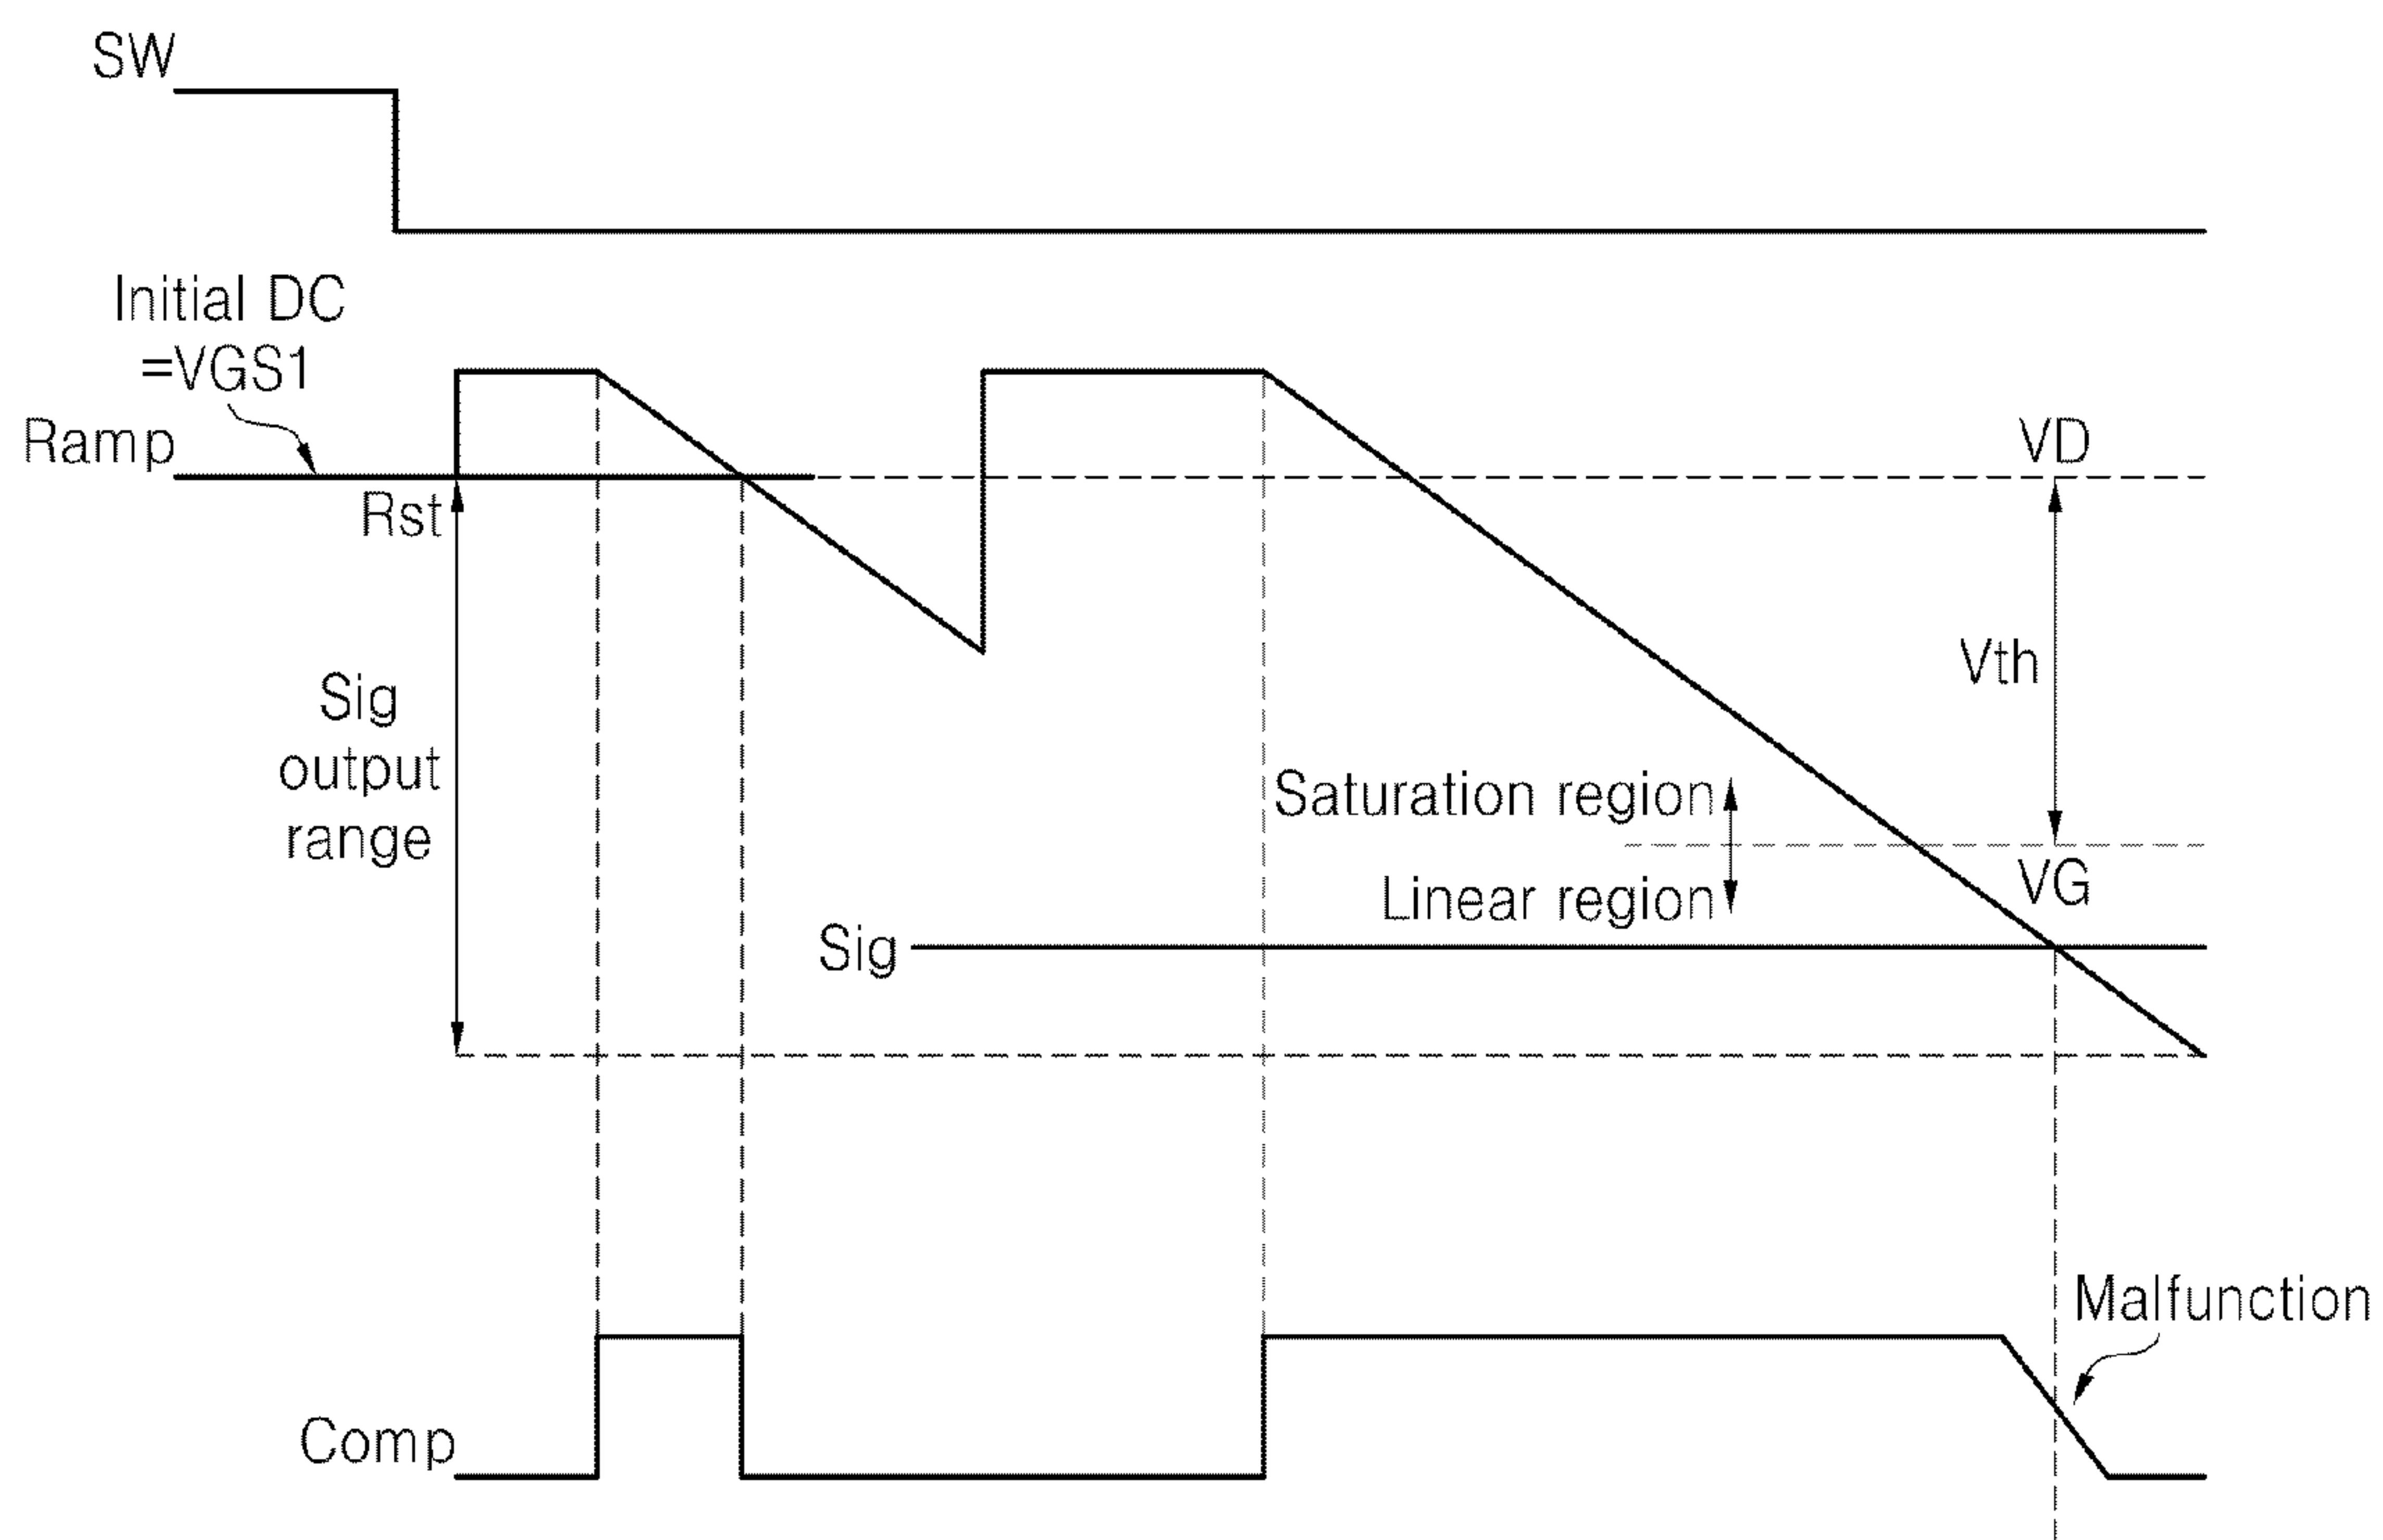 SW
Initial DC
=VGS1
Ramp
Rst
VD
Vth
Sig
output
range
Saturation region
Linear region
VG
Sig
Malfunction
Comp